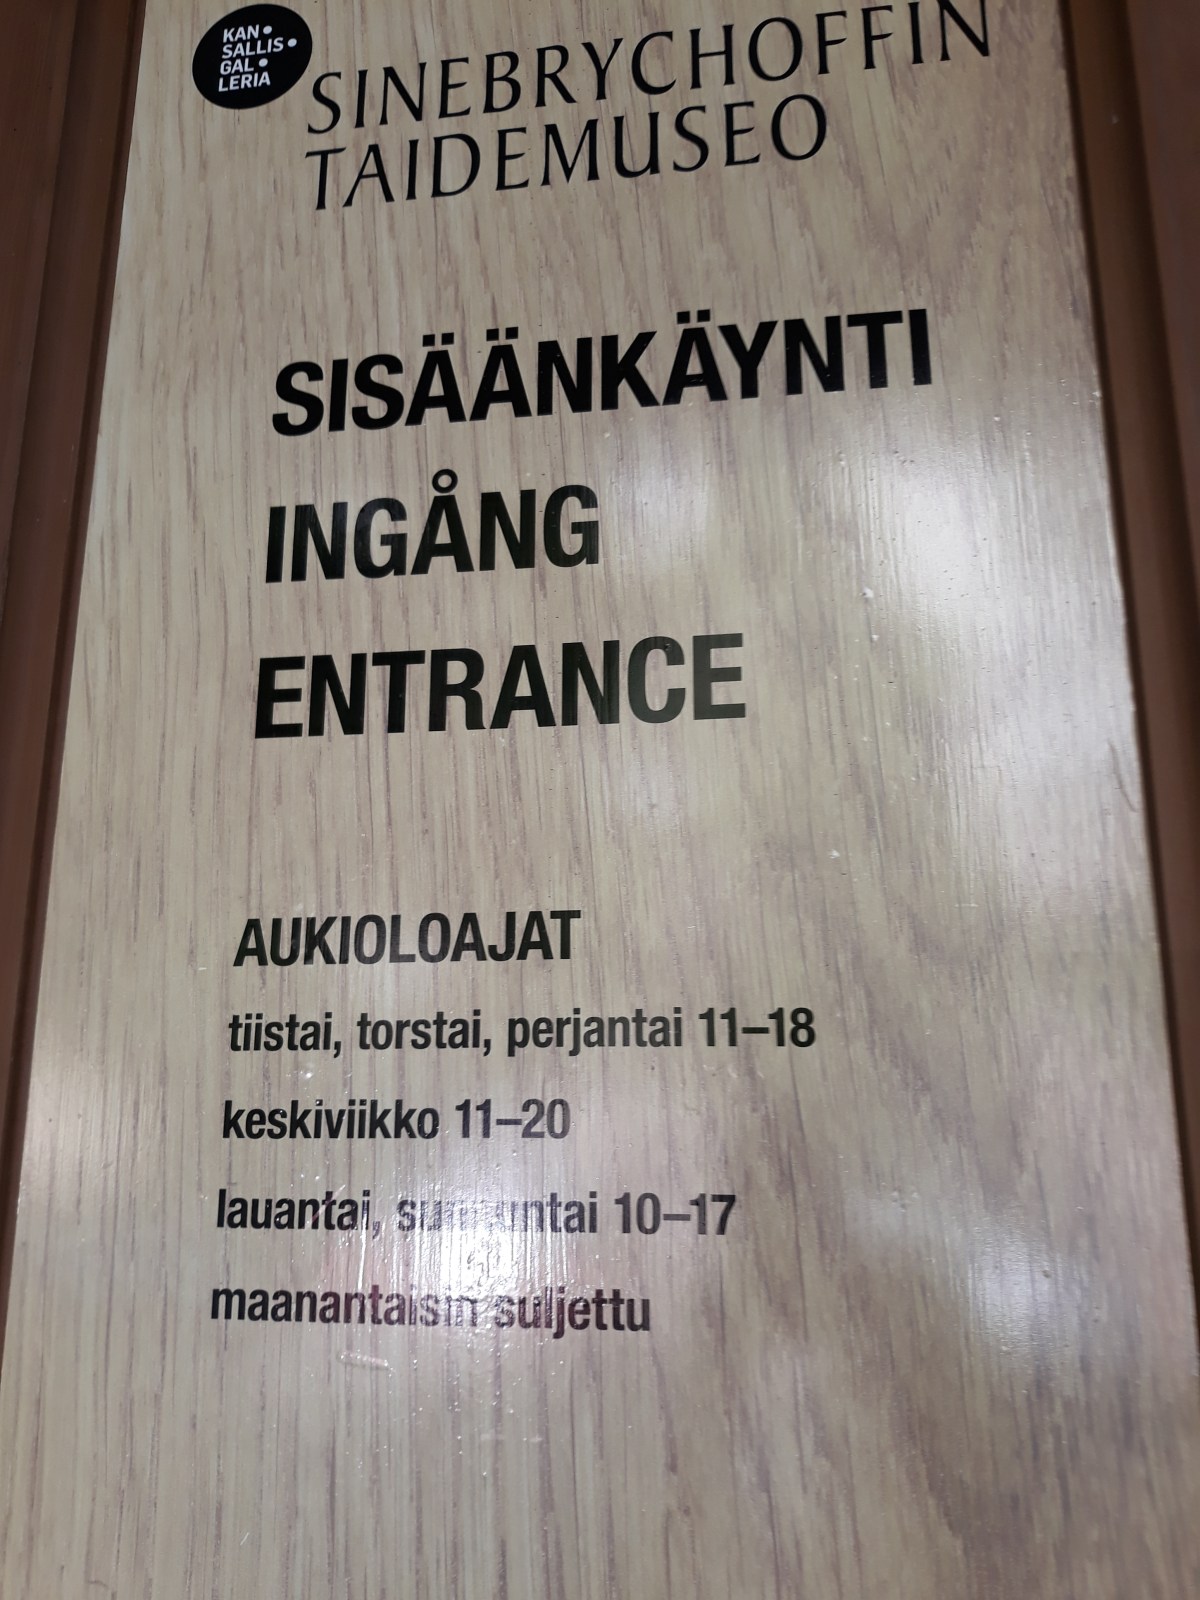 KAN•
SALLIS•
GAL•
LERIA
SINEBRYCHOFFIN
TAIDEMUSEO
SISÄÄNKÄYNTI
INGÅNG
ENTRANCE
AUKIOLOAJAT
tiistai, torstai, perjantai 11–18
keskiviikko 11–20
lauantai, sunnuntai 10–17
maanantaisin suljettu